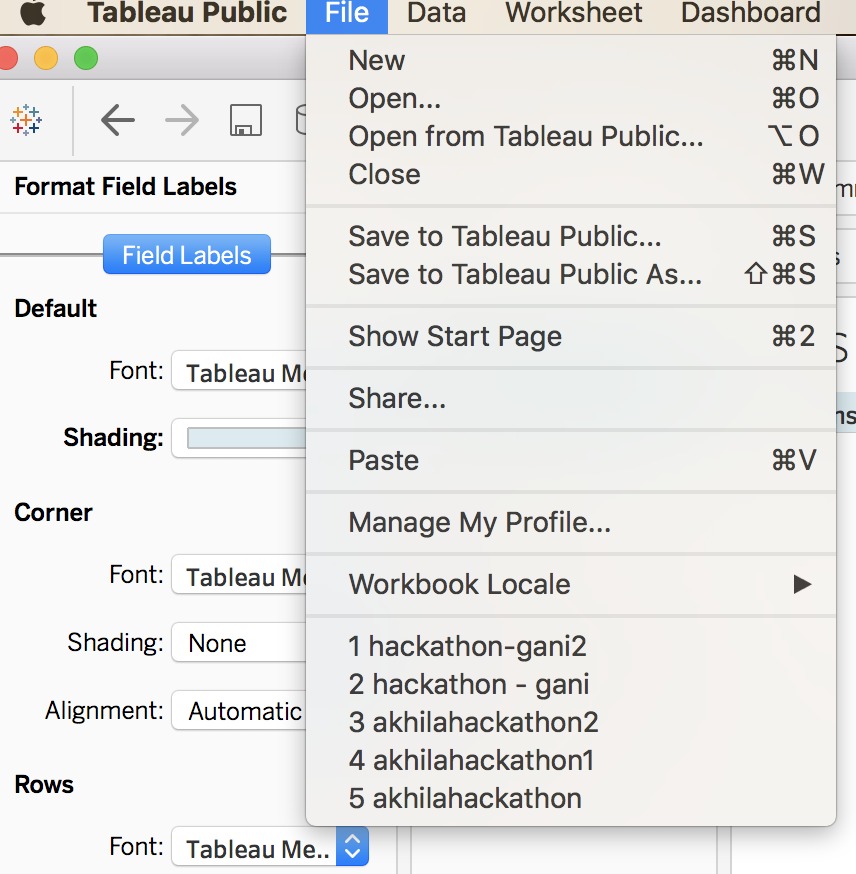 Tableau Public File Data Worksheet Dashboard
New ⌘N
Open... ⌘O
Open from Tableau Public... ⌥O
Close ⌘W
Format Field Labels
Save to Tableau Public... ⌘S
Field Labels
Save to Tableau Public As... ⇧⌘S
Default
Show Start Page ⌘2
Font: Tableau
Share...
Shading:
Paste ⌘V
Corner
Manage My Profile...
Font: Tableau
Workbook Locale ▶
Shading: None
1 hackathon-gani2
2 hackathon - gani
Alignment: Automatic
3 akhilahackathon2
4 akhilahackathon1
Rows
5 akhilahackathon
Font: Tableau Me..